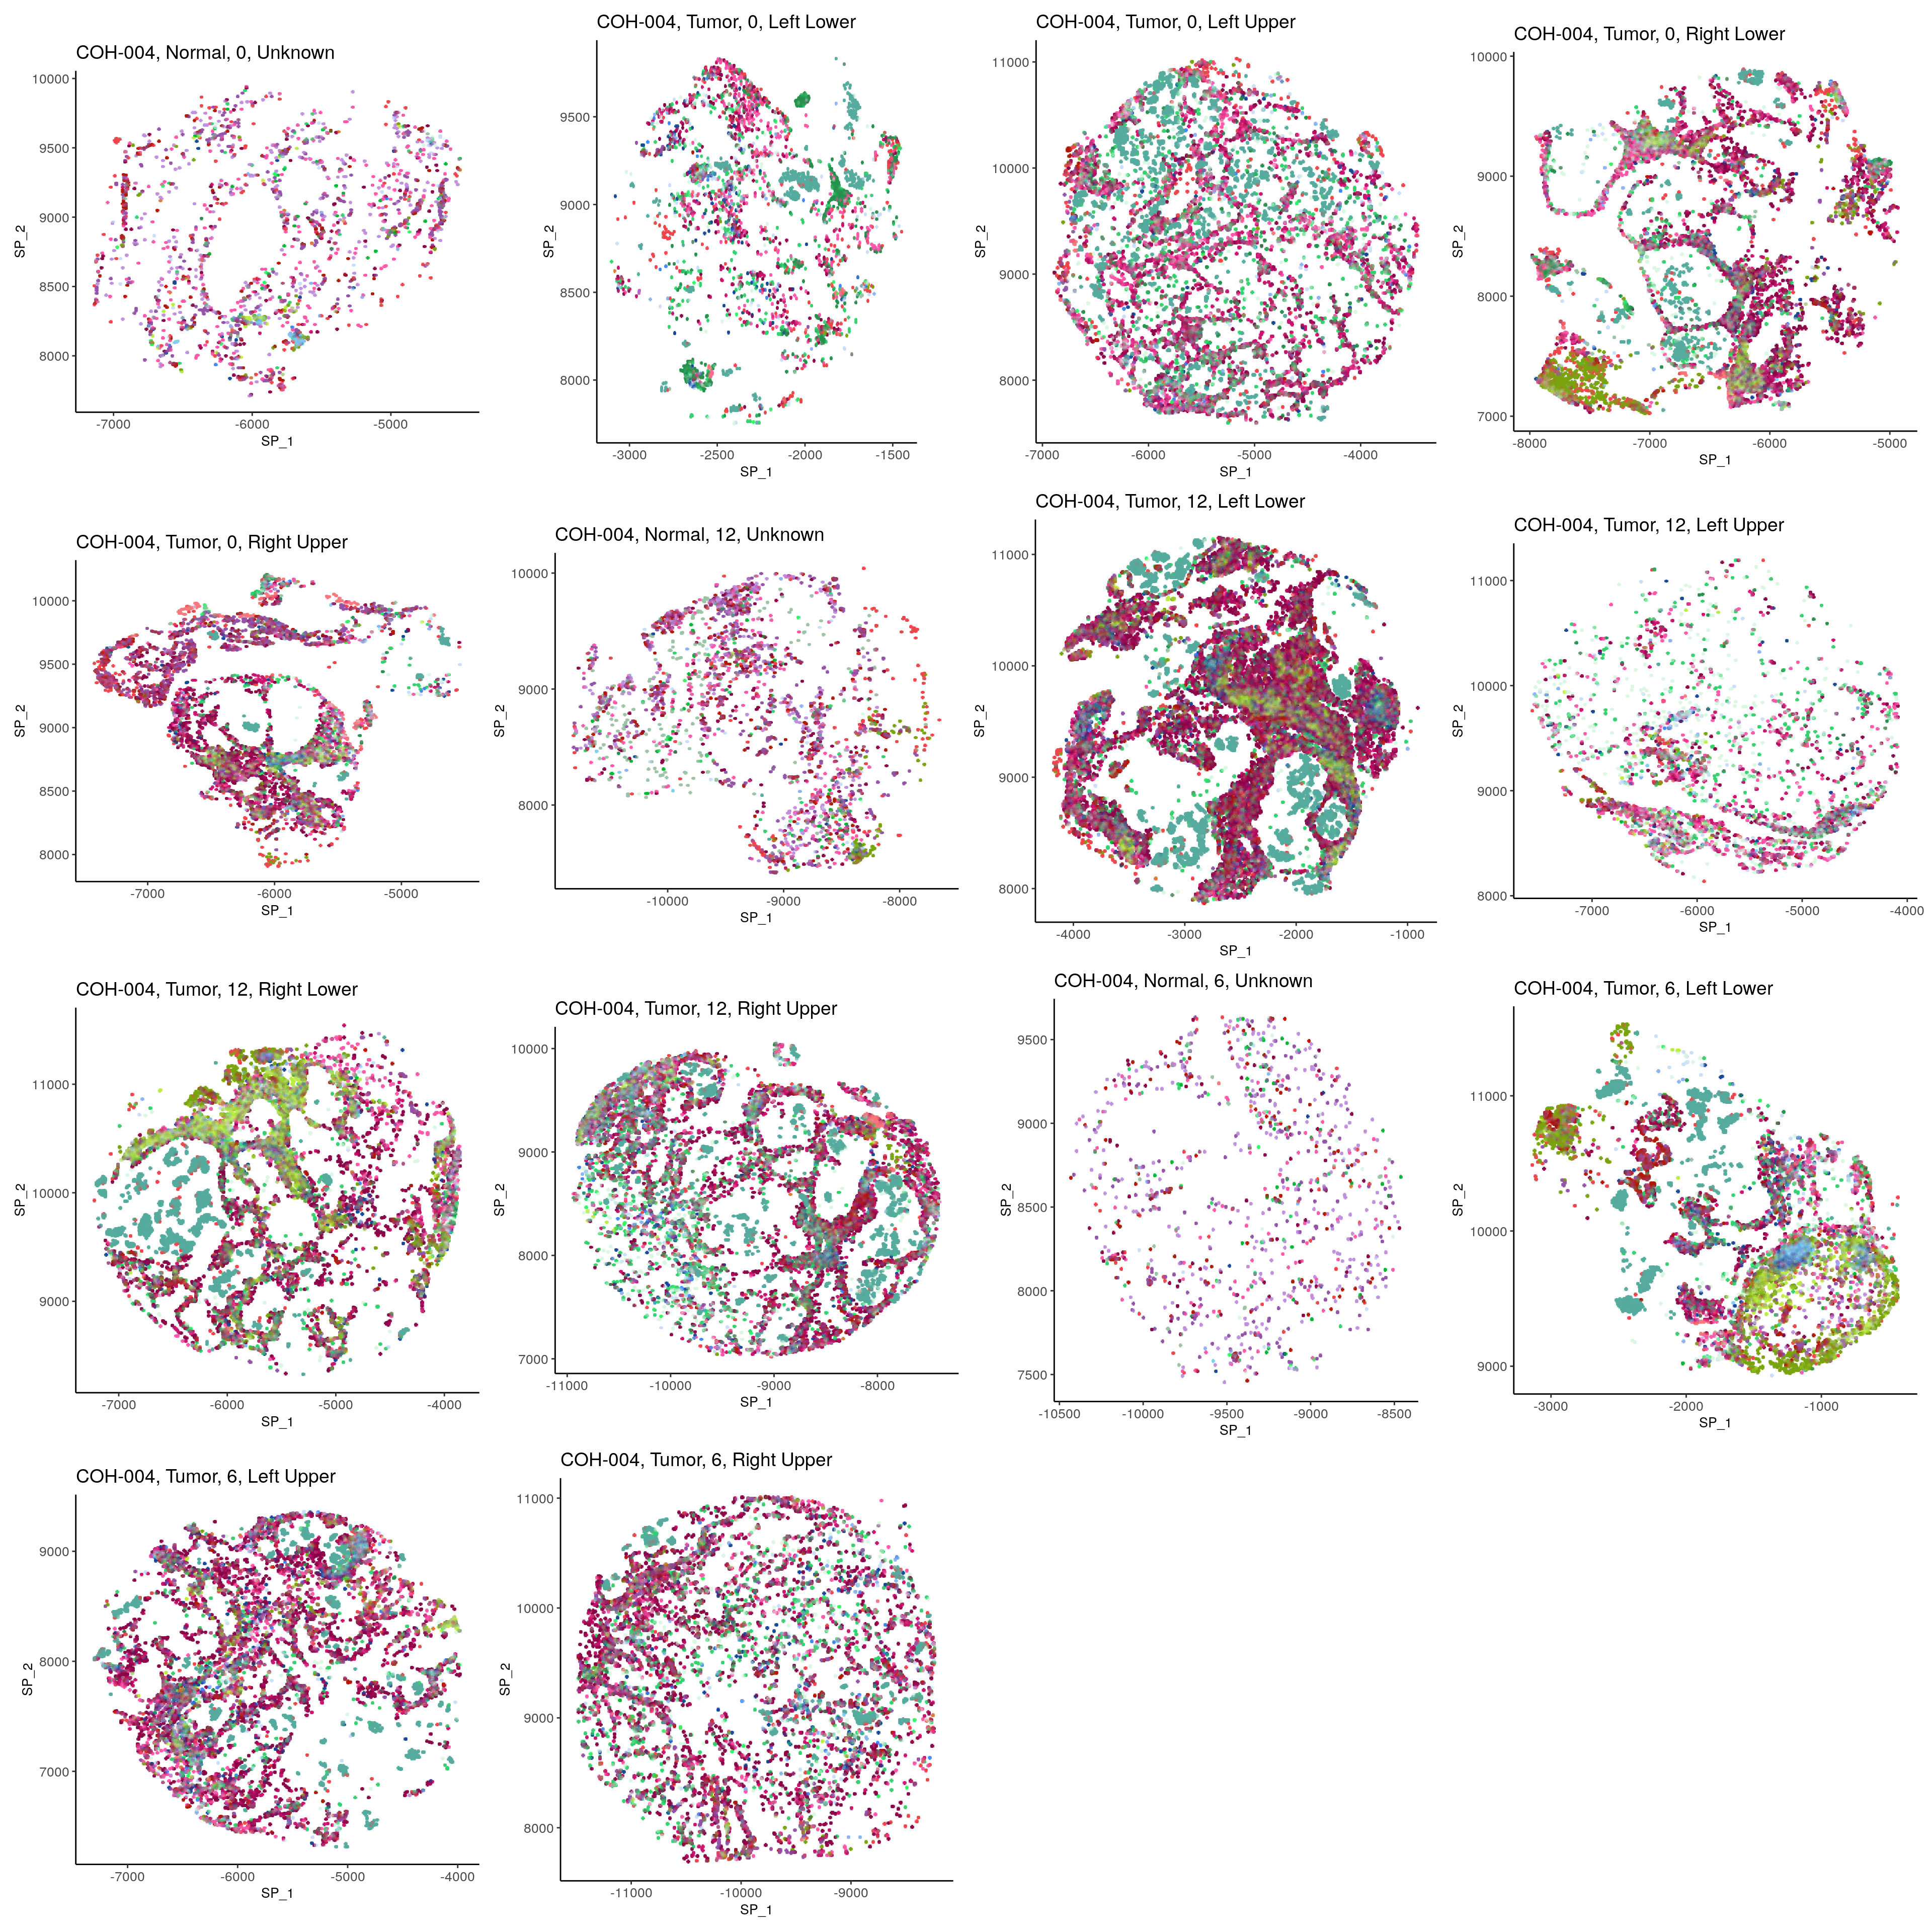 COH-004, Normal, 0, Unknown
10000
9500
9000
8500
8000
SP_2
-7000 -6000 -5000
SP_1
COH-004, Tumor, 0, Left Lower
9500
9000
8500
8000
SP_2
-3000 -2500 -2000 -1500
SP_1
COH-004, Tumor, 0, Left Upper
11000
10000
9000
8000
SP_2
-7000 -6000 -5000 -4000
SP_1
COH-004, Tumor, 0, Right Lower
10000
9000
8000
7000
SP_2
-8000 -7000 -6000 -5000
SP_1
COH-004, Tumor, 0, Right Upper
10000
9500
9000
8500
8000
SP_2
-7000 -6000 -5000
SP_1
COH-004, Normal, 12, Unknown
10000
9000
8000
SP_2
-10000 -9000 -8000
SP_1
COH-004, Tumor, 12, Left Lower
11000
10000
9000
8000
SP_2
-4000 -3000 -2000 -1000
SP_1
COH-004, Tumor, 12, Left Upper
11000
10000
9000
8000
SP_2
-7000 -6000 -5000 -4000
SP_1
COH-004, Tumor, 12, Right Lower
11000
10000
9000
SP_2
-7000 -6000 -5000 -4000
SP_1
COH-004, Tumor, 12, Right Upper
10000
9000
8000
7000
SP_2
-11000 -10000 -9000 -8000
SP_1
COH-004, Normal, 6, Unknown
9500
9000
8500
8000
7500
SP_2
-10500 -10000 -9500 -9000 -8500
SP_1
COH-004, Tumor, 6, Left Lower
11000
10000
9000
SP_2
-3000 -2000 -1000
SP_1
COH-004, Tumor, 6, Left Upper
9000
8000
7000
SP_2
-7000 -6000 -5000 -4000
SP_1
COH-004, Tumor, 6, Right Upper
11000
10000
9000
8000
SP_2
-11000 -10000 -9000
SP_1